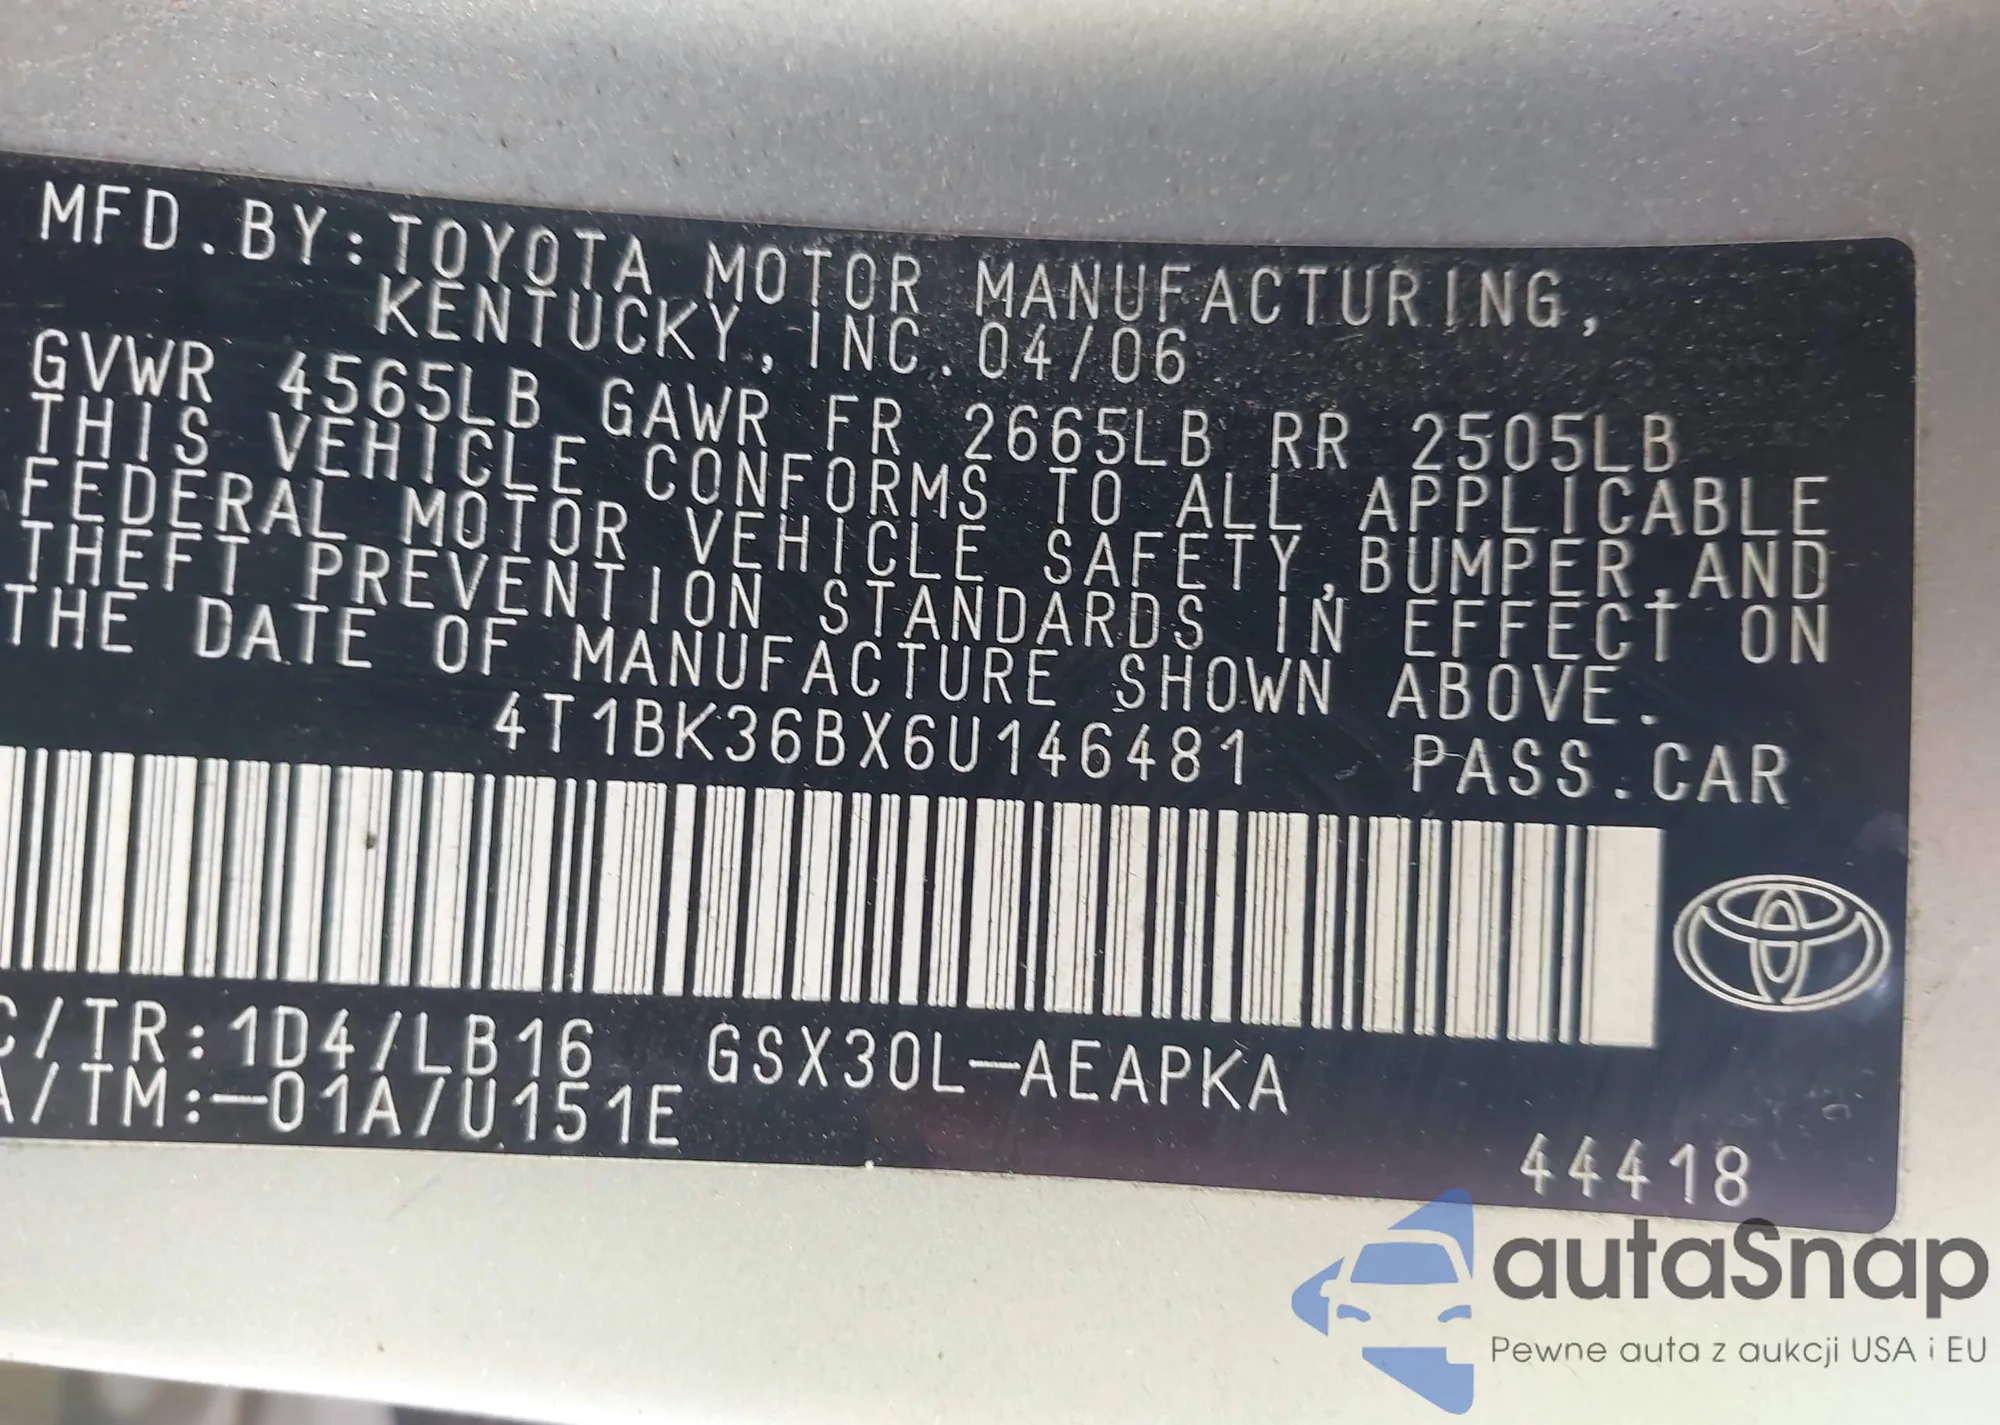 MFD.BY:TOYOTA MOTOR MANUFACTURING,
KENTUCKY, INC.04/06
GVWR 4565LB GAWR FR 2665LB RR 2505LB
THIS VEHICLE CONFORMS TO ALL APPLICABLE
FEDERAL MOTOR VEHICLE SAFETY,BUMPER,AND
THEFT PREVENTION STANDARDS IN EFFECT ON
THE DATE OF MANUFACTURE SHOWN ABOVE.
4T1BK36BX6U146481 PASS.CAR
C/TR:1D4/LB16 GSX30L-AEAPKA
A/TM:-01A/U151E
44418
autaSnap
Pewne auta z aukcji USA i EU